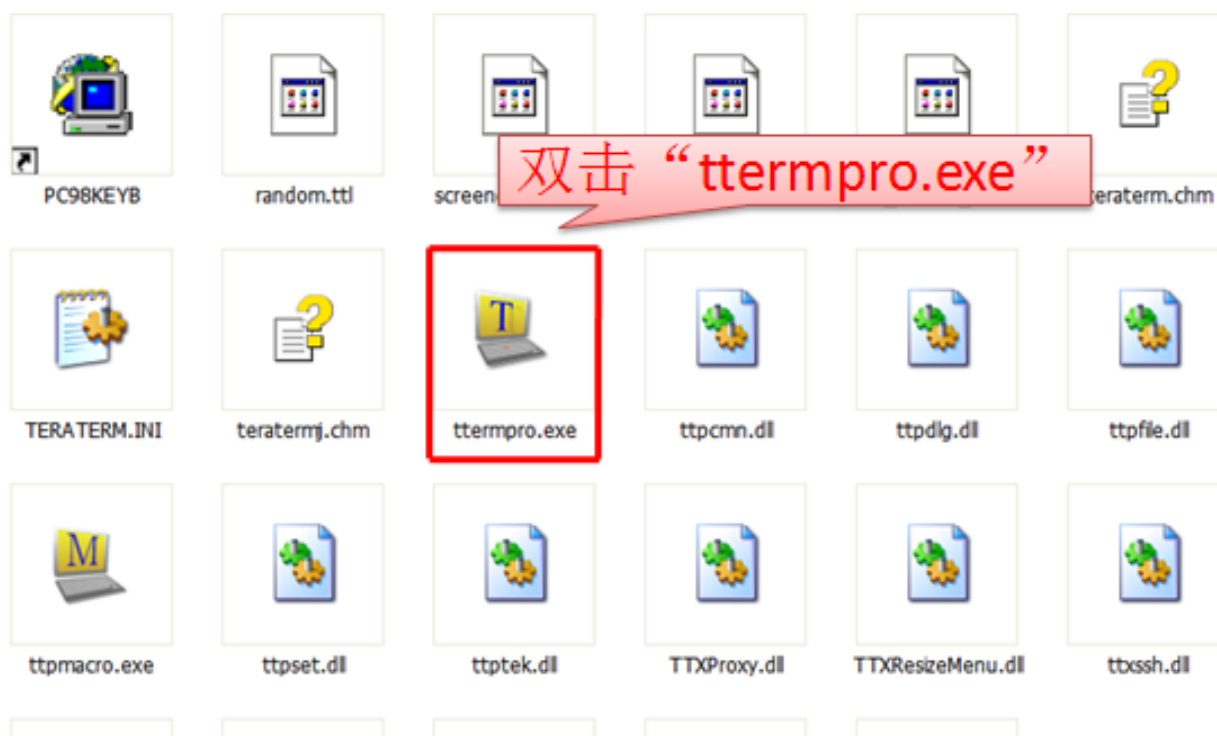 双击 “ttermpro.exe”
PC98KEYB
random.ttl
screen
teraterm.chm
TERATERM.INI
teratermj.chm
ttermpro.exe
ttpcmn.dll
ttpdlg.dll
ttpfile.dll
ttpmacro.exe
ttpset.dll
ttptek.dll
TTXProxy.dll
TTXResizeMenu.dll
ttxssh.dll